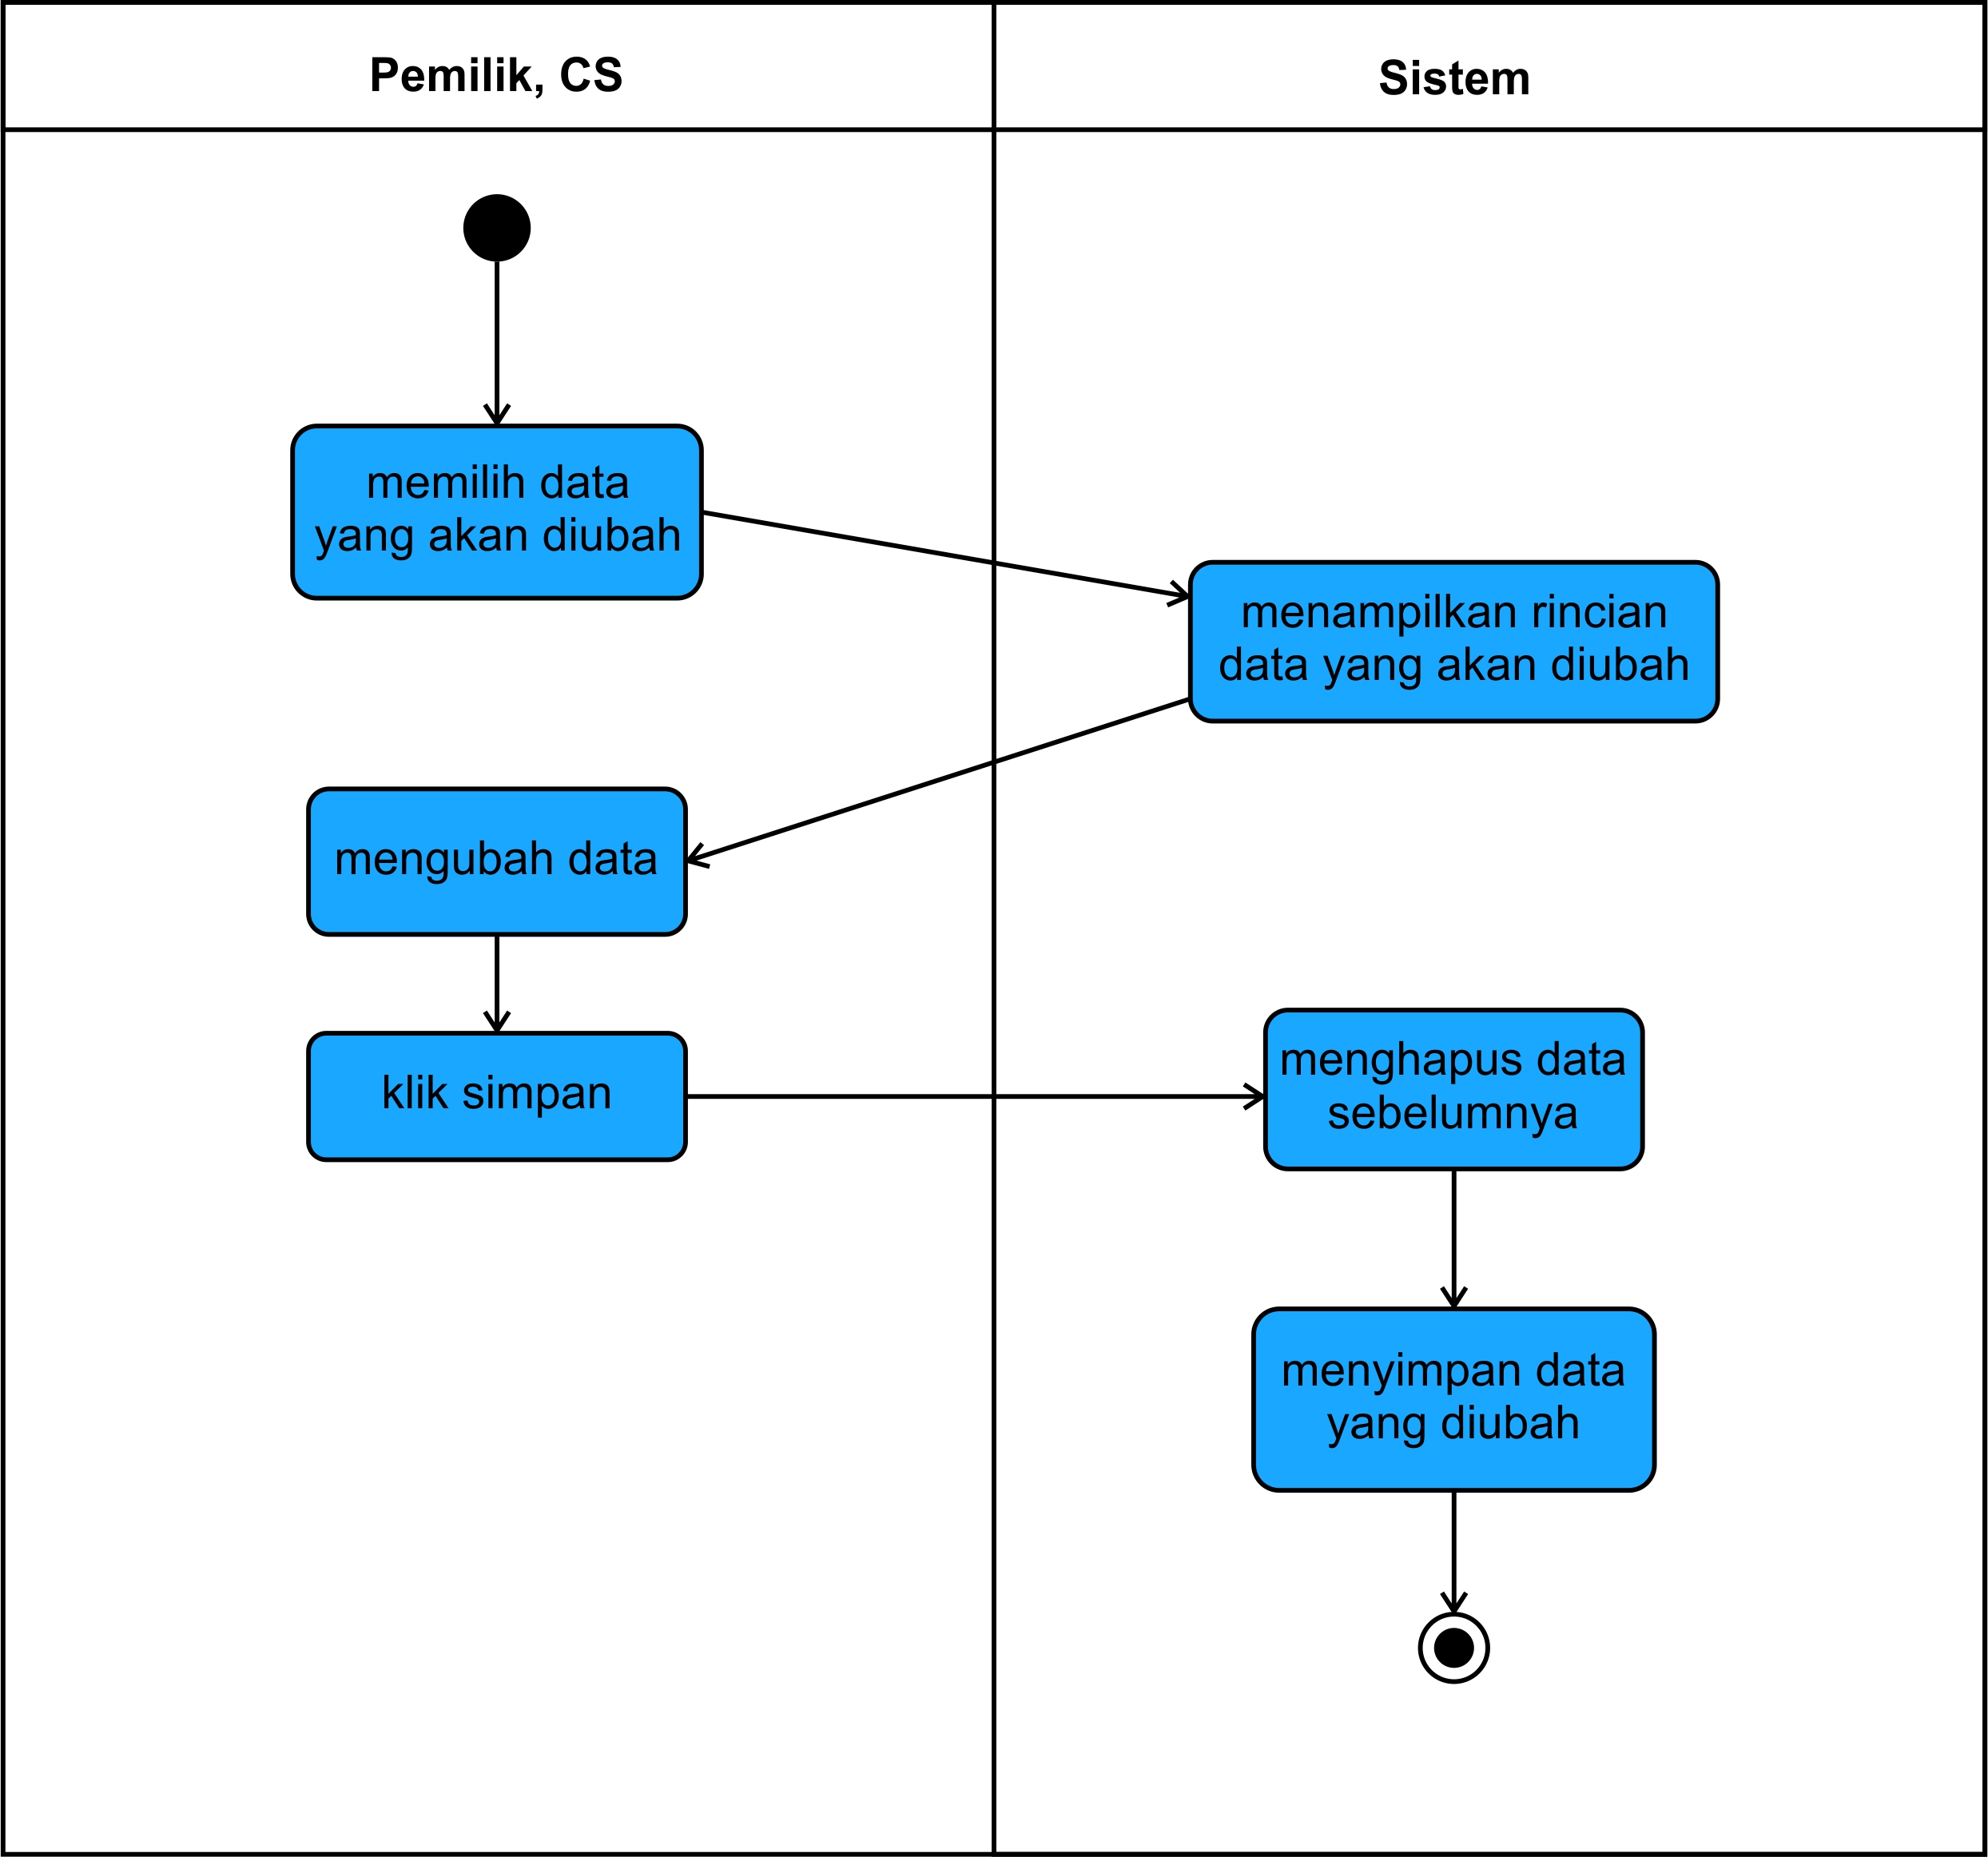 Pemilik, CS
Sistem
memilih data
yang akan diubah
menampilkan rincian
data yang akan diubah
mengubah data
klik simpan
menghapus data
sebelumnya
menyimpan data
yang diubah